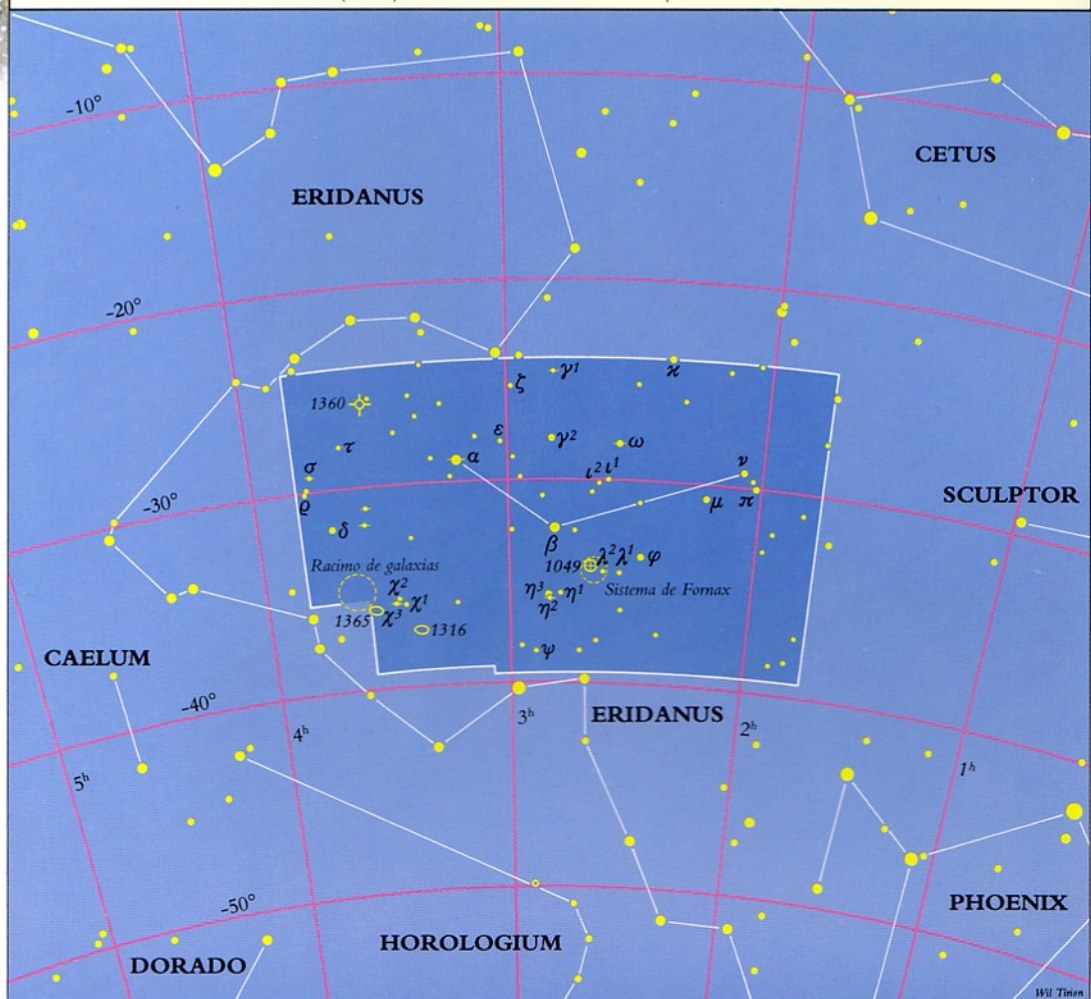 -10°
CETUS
ERIDANUS
-20°
γ¹
ϰ
ζ
1360
ε
γ²
ω
τ
α
ν
σ
ι² ι¹
-30°
ϱ
μ
π
SCULPTOR
δ
β
1049
λ² λ¹
φ
Racimo de galaxias
Sistema de Fornax
χ²
η³
η¹
χ¹
η²
1365
χ³
1316
ψ
CAELUM
-40°
3ʰ
ERIDANUS
4ʰ
2ʰ
5ʰ
1ʰ
-50°
PHOENIX
HOROLOGIUM
DORADO
Wil Tirion